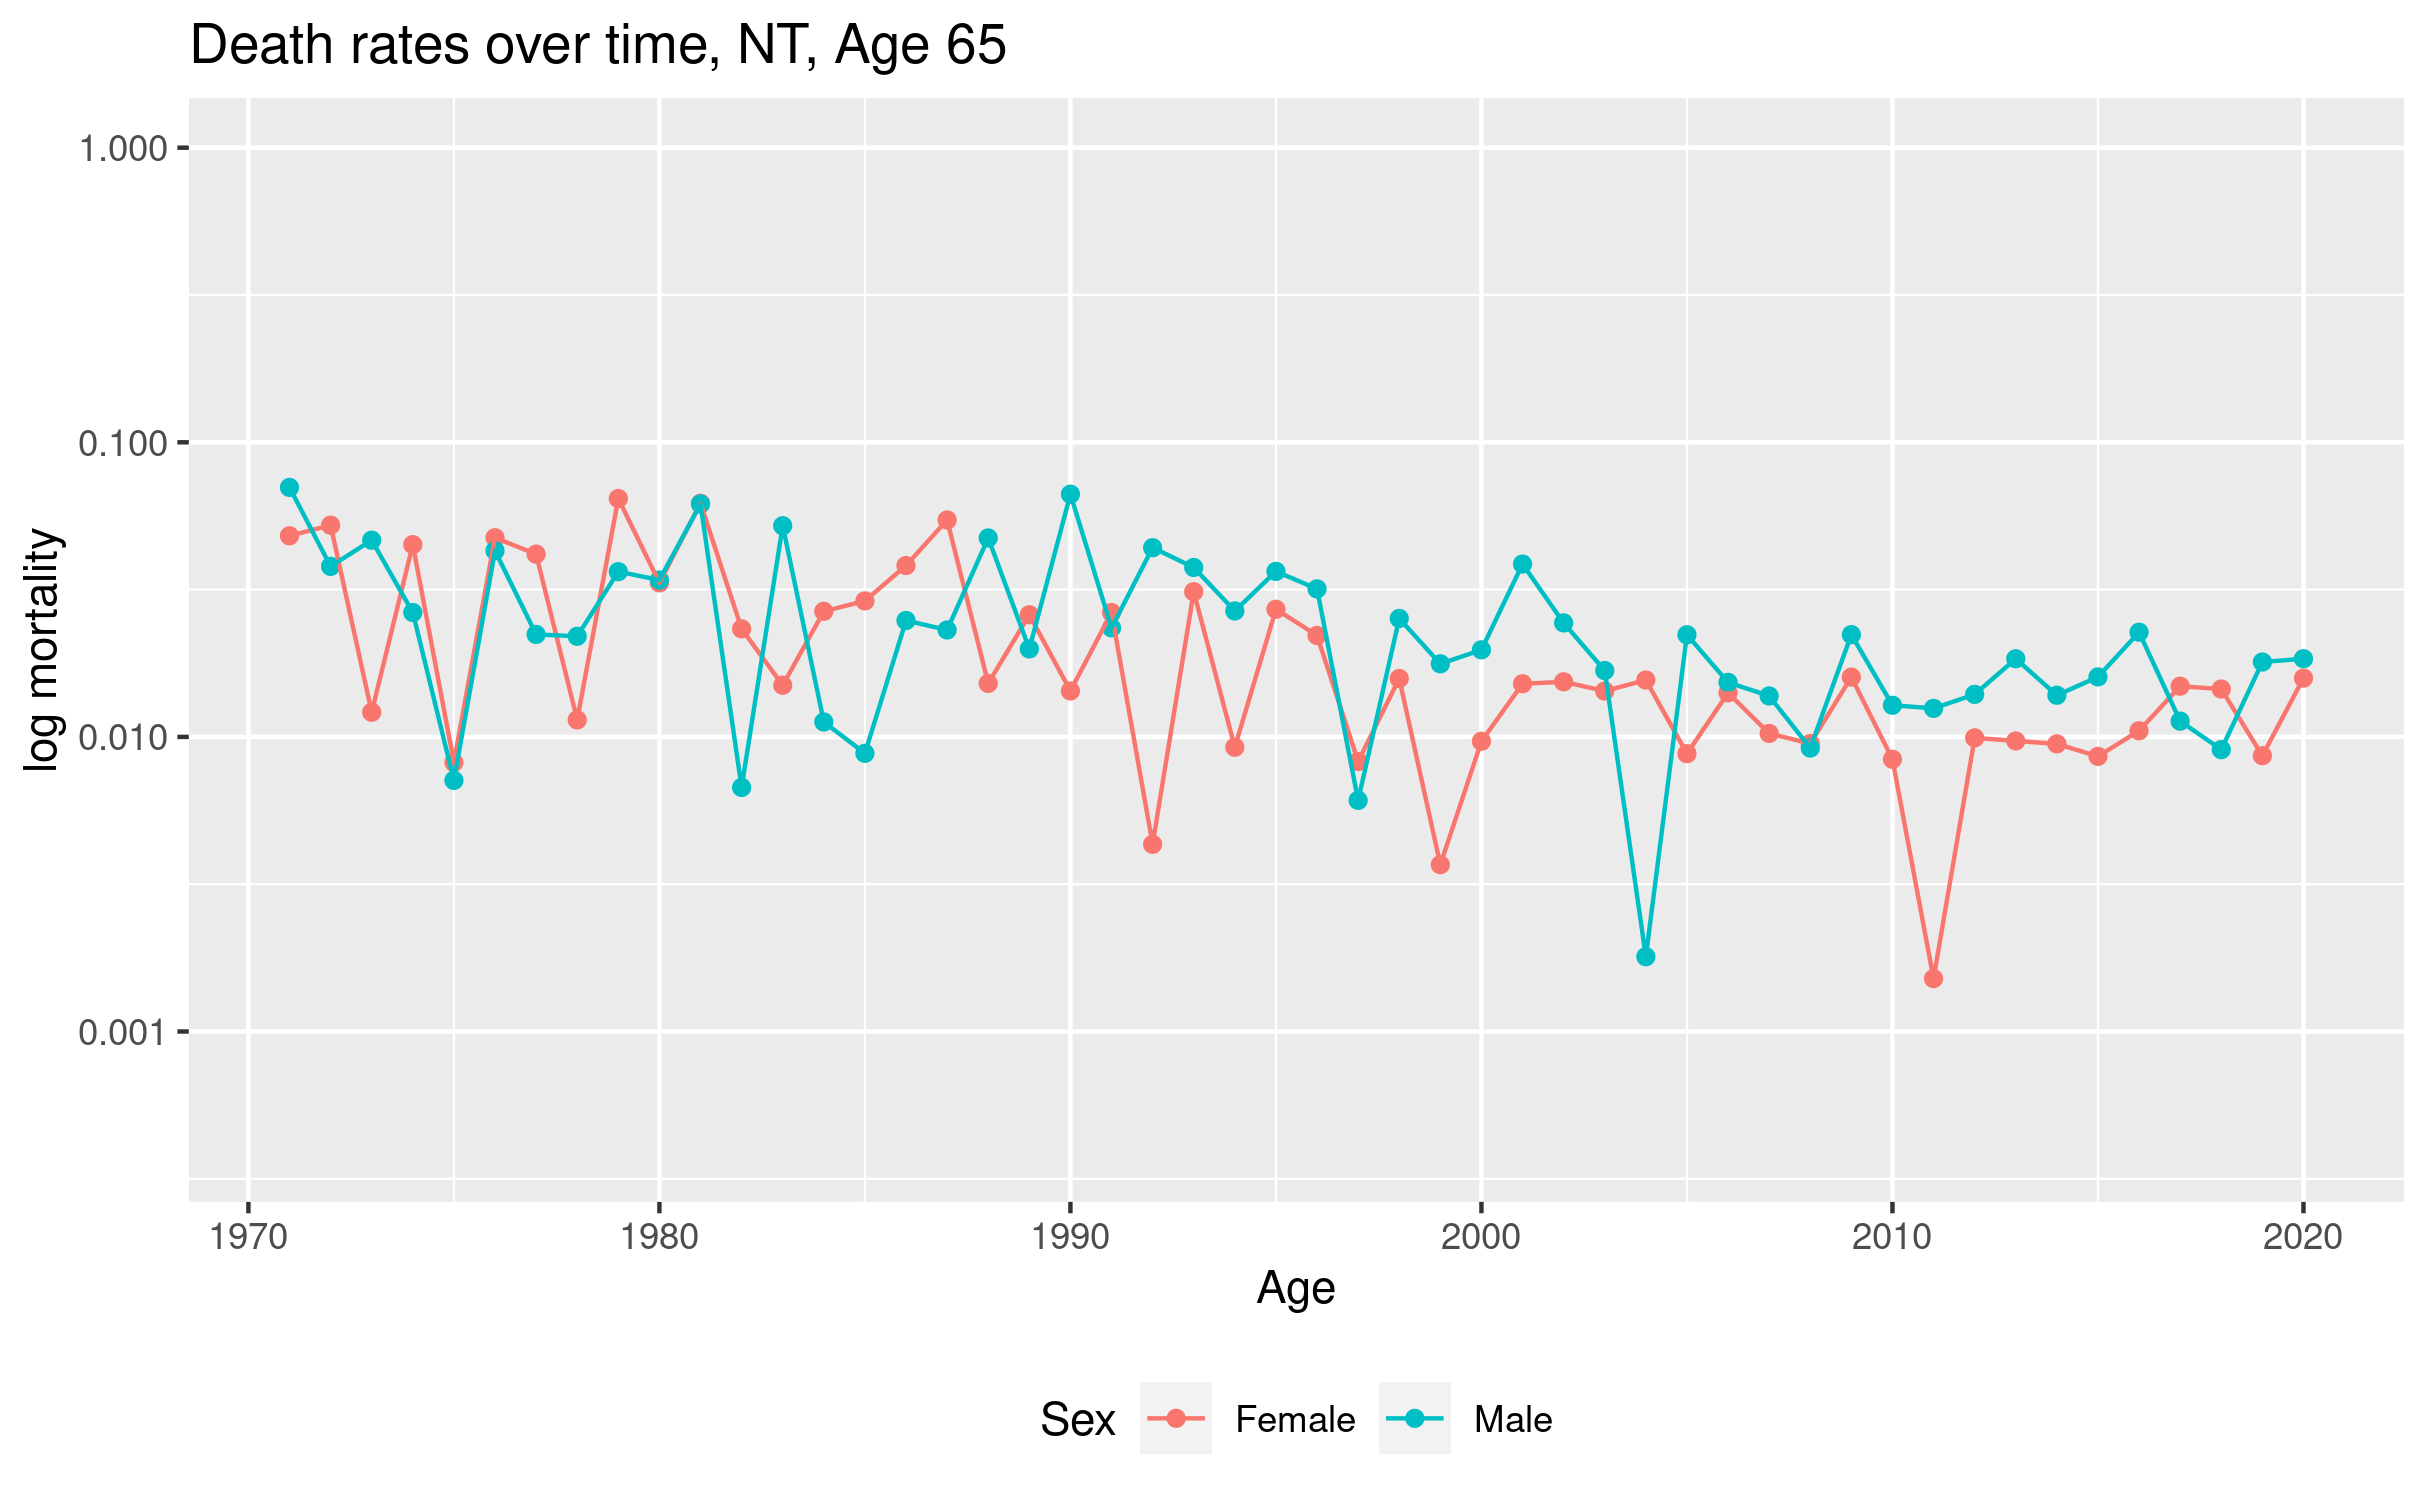 Death rates over time, NT, Age 65
1.000
0.100
0.010
0.001
log mortality
1970 1980 1990 2000 2010 2020
Age
Sex Female Male